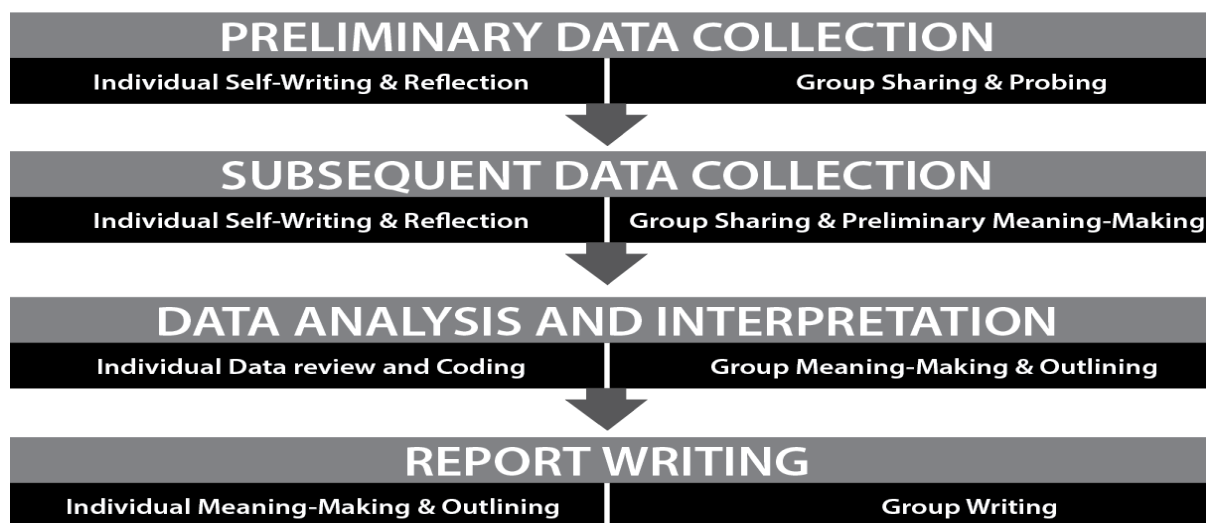 PRELIMINARY DATA COLLECTION
Individual Self-Writing & Reflection
Group Sharing & Probing
SUBSEQUENT DATA COLLECTION
Individual Self-Writing & Reflection
Group Sharing & Preliminary Meaning-Making
DATA ANALYSIS AND INTERPRETATION
Individual Data review and Coding
Group Meaning-Making & Outlining
REPORT WRITING
Individual Meaning-Making & Outlining
Group Writing